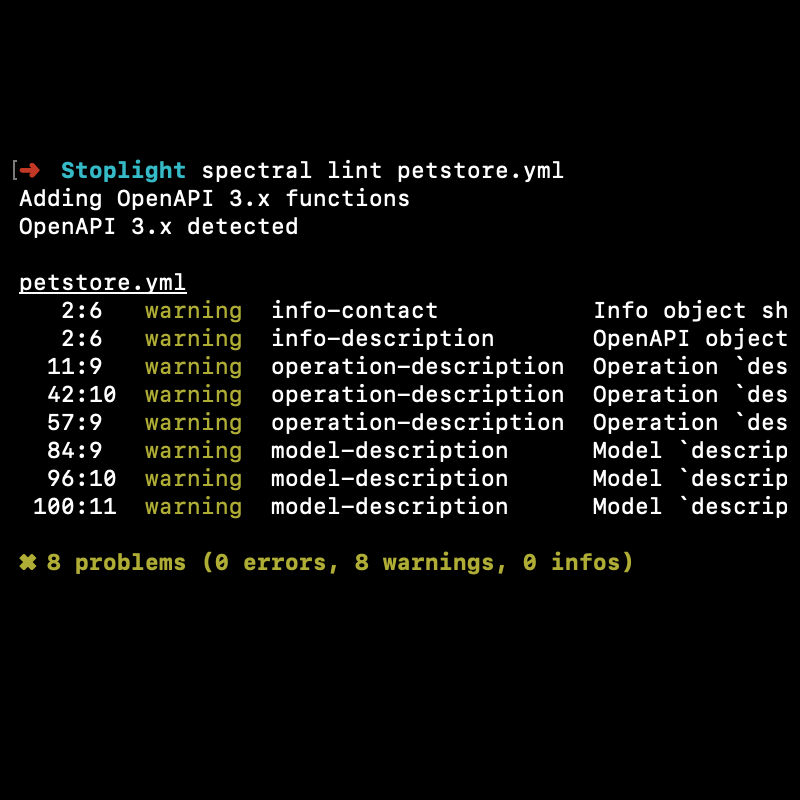 [➜ Stoplight spectral lint petstore.yml
Adding OpenAPI 3.x functions
OpenAPI 3.x detected
petstore.yml
2:6 warning info-contact Info object sh
2:6 warning info-description OpenAPI object
11:9 warning operation-description Operation `des
42:10 warning operation-description Operation `des
57:9 warning operation-description Operation `des
84:9 warning model-description Model `descrip
96:10 warning model-description Model `descrip
100:11 warning model-description Model `descrip
✖ 8 problems (0 errors, 8 warnings, 0 infos)